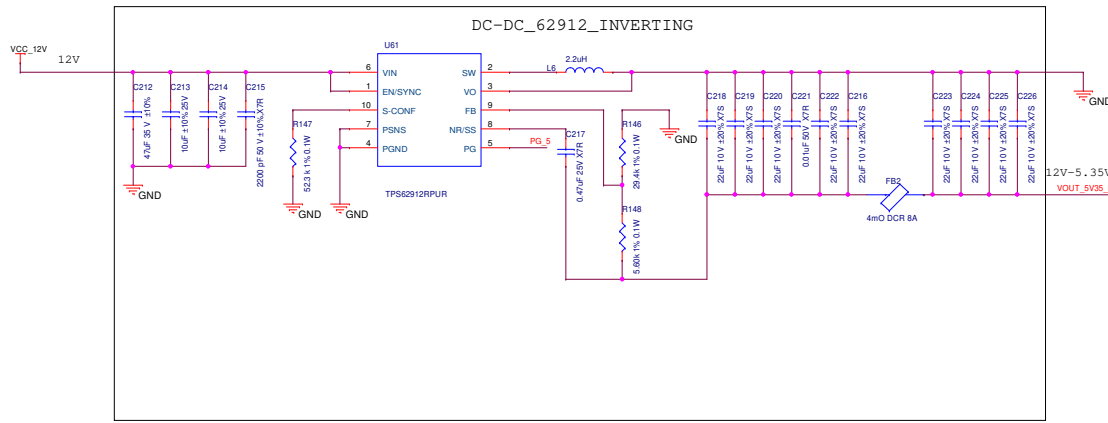 DC-DC_62912_INVERTING
VCC_12V
12V
U61
6 VIN
1 EN/SYNC
10 S-CONF
7 PSNS
4 PGND
SW 2
VO 3
FB 9
NR/SS 8
PG 5
TPS62912RPUR
L6
2.2uH
PG_5
C212
47uF 35 V ±10%
C213
10uF ±10% 25V
C214
10uF ±10% 25V
C215
2200 pF 50 V ±10% X7R
GND
R147
52.3 k 1% 0.1W
GND
GND
C217
0.47uF 25V X7R
R146
29.4k 1% 0.1W
GND
R148
5.60k 1% 0.1W
C218
22uF 10 V ±20% X7S
C219
22uF 10 V ±20% X7S
C220
22uF 10 V ±20% X7S
C221
0.01uF 50V X7R
C222
22uF 10 V ±20% X7S
C216
22uF 10 V ±20% X7S
FB2
4mO DCR 8A
C223
22uF 10 V ±20% X7S
C224
22uF 10 V ±20% X7S
C225
22uF 10 V ±20% X7S
C226
22uF 10 V ±20% X7S
GND
12V-5.35V
VOUT_5V35_